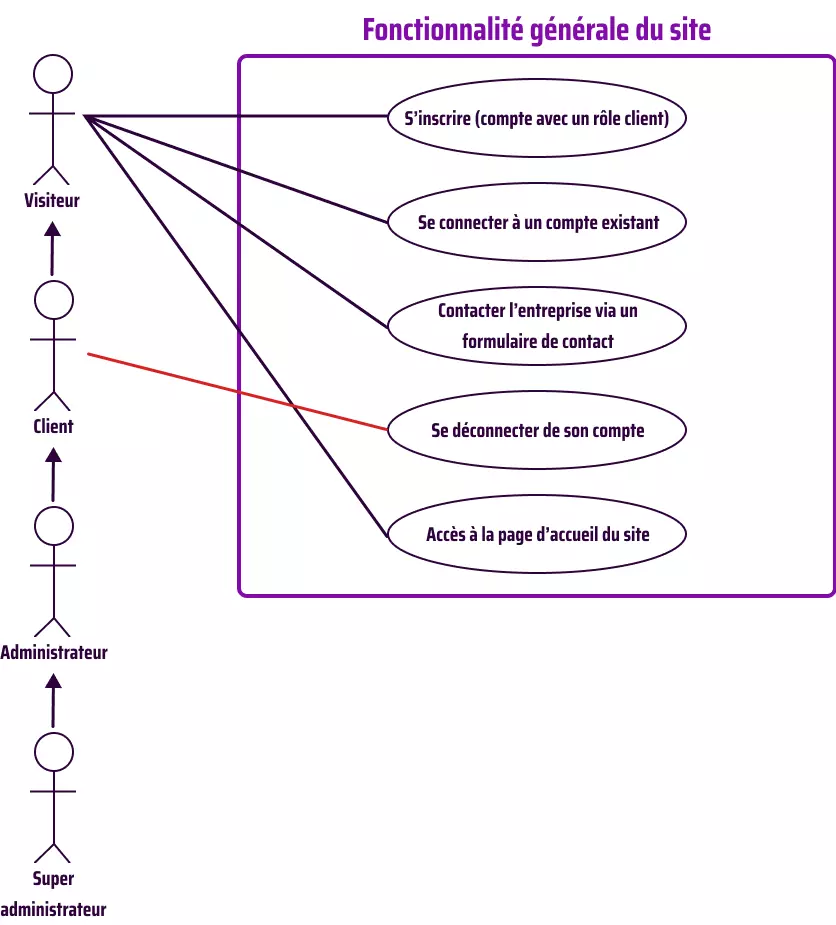 Fonctionnalité générale du site
S’inscrire (compte avec un rôle client)
Se connecter à un compte existant
Contacter l’entreprise via un
formulaire de contact
Se déconnecter de son compte
Accès à la page d’accueil du site
Visiteur
Client
Administrateur
Super
administrateur